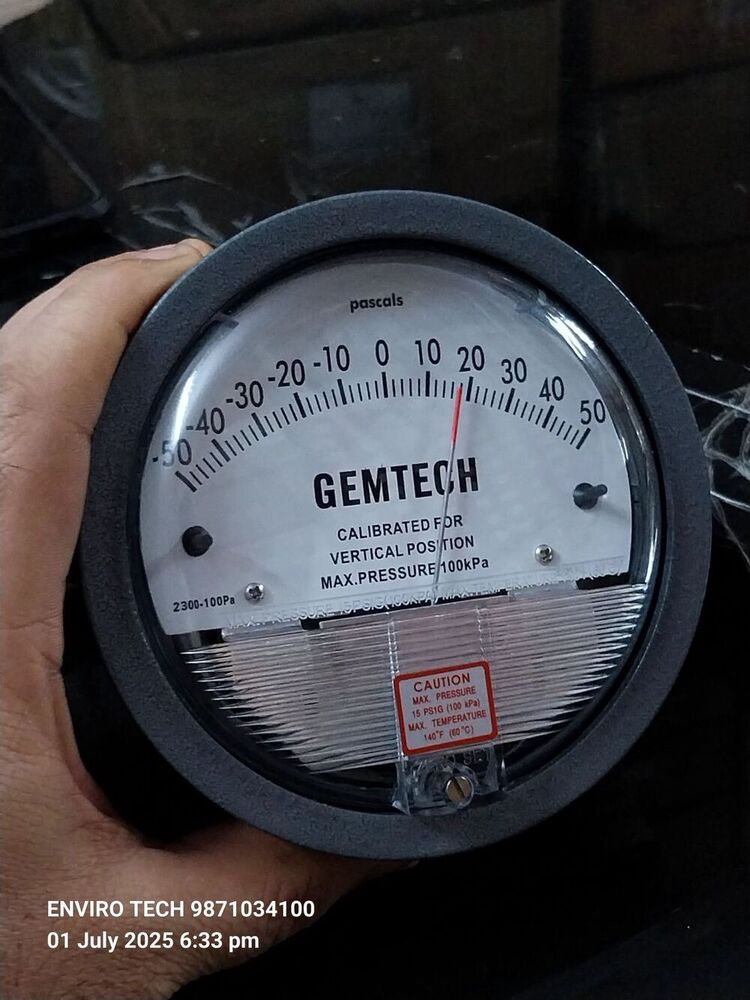 pascals
-50 -40 -30 -20 -10 0 10 20 30 40 50
GEMTECH
CALIBRATED FOR
VERTICAL POSITION
MAX.PRESSURE 100kPa
2300-100Pa
CAUTION
MAX. PRESSURE
15 PS1G (100 kPa)
MAX. TEMPERATURE
140°F (60°C)
ENVIRO TECH 9871034100
01 July 2025 6:33 pm